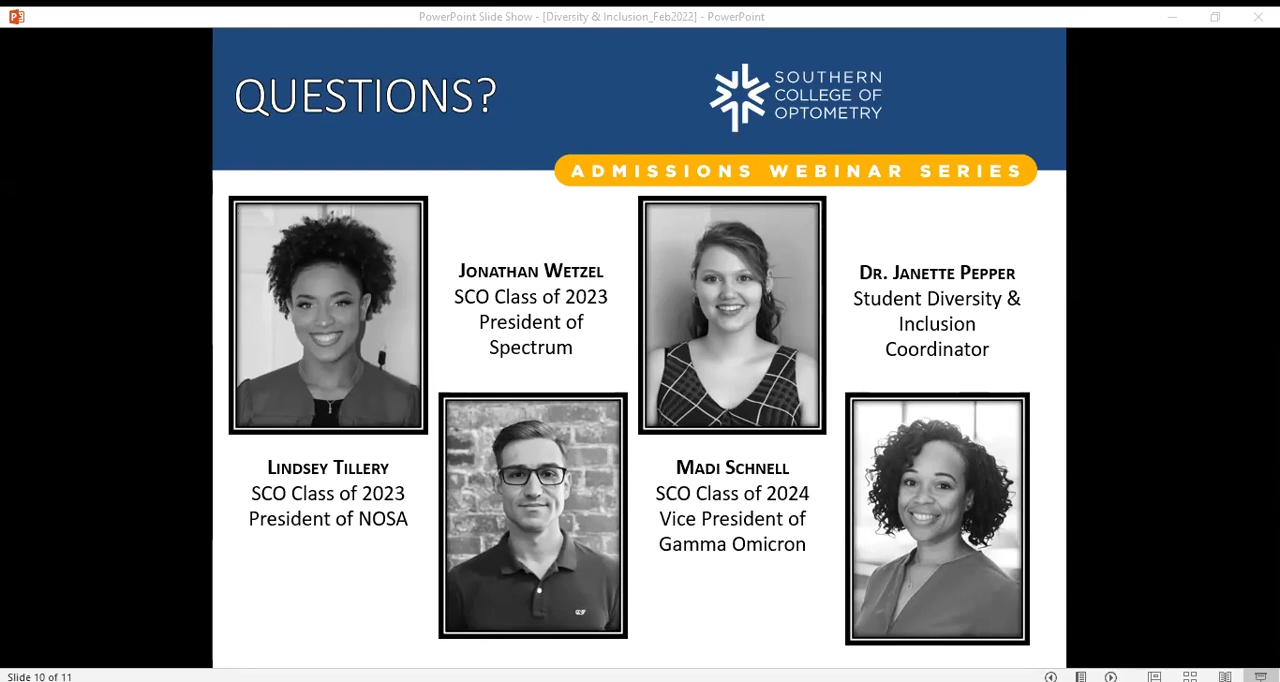 PowerPoint Slide Show - [Diversity & Inclusion_Feb2022] - PowerPoint
QUESTIONS?
SOUTHERN
COLLEGE OF
OPTOMETRY
ADMISSIONS WEBINAR SERIES
JONATHAN WETZEL
SCO Class of 2023
President of
Spectrum
DR. JANETTE PEPPER
Student Diversity &
Inclusion
Coordinator
LINDSEY TILLERY
SCO Class of 2023
President of NOSA
MADI SCHNELL
SCO Class of 2024
Vice President of
Gamma Omicron
Slide 10 of 11